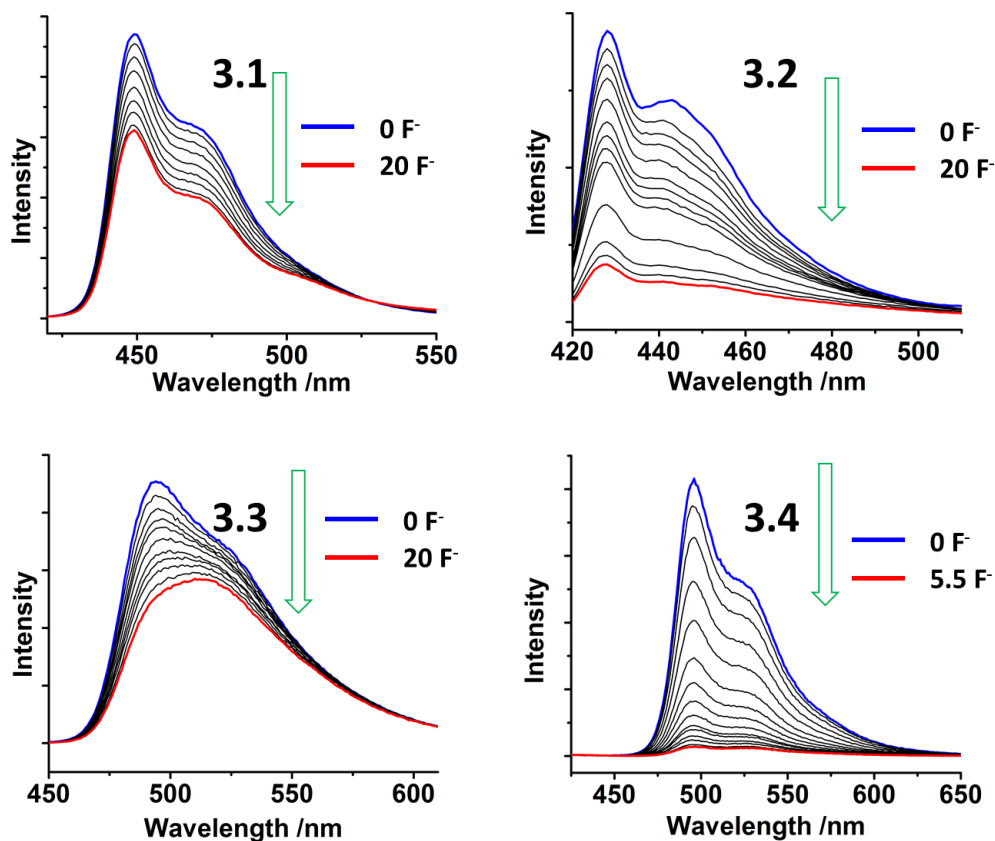 3.1
0 F⁻
20 F⁻
Intensity
450 500 550
Wavelength /nm
3.2
0 F⁻
20 F⁻
Intensity
420 440 460 480 500
Wavelength /nm
3.3
0 F⁻
20 F⁻
Intensity
450 500 550 600
Wavelength /nm
3.4
0 F⁻
5.5 F⁻
Intensity
450 500 550 600 650
Wavelength /nm